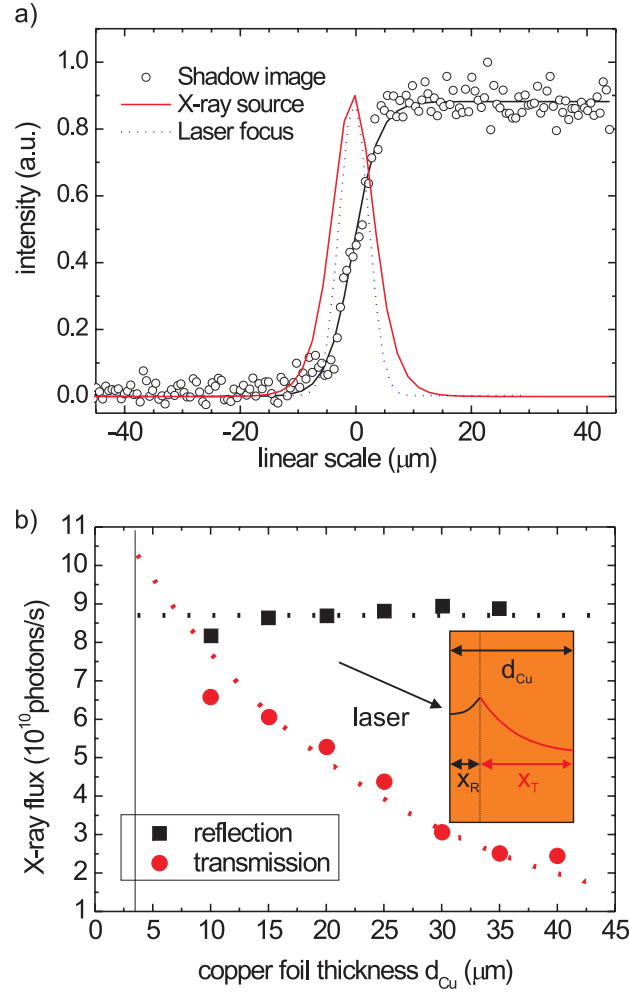 a)
1.0
0.8
0.6
0.4
0.2
0.0
intensity (a.u.)
Shadow image
X-ray source
Laser focus
-40 -20 0 20 40
linear scale (μm)
b)
11
10
9
8
7
6
5
4
3
2
1
X-ray flux (10^10 photons/s)
laser
d_Cu
x_R x_T
reflection
transmission
0 5 10 15 20 25 30 35 40 45
copper foil thickness d_Cu (μm)